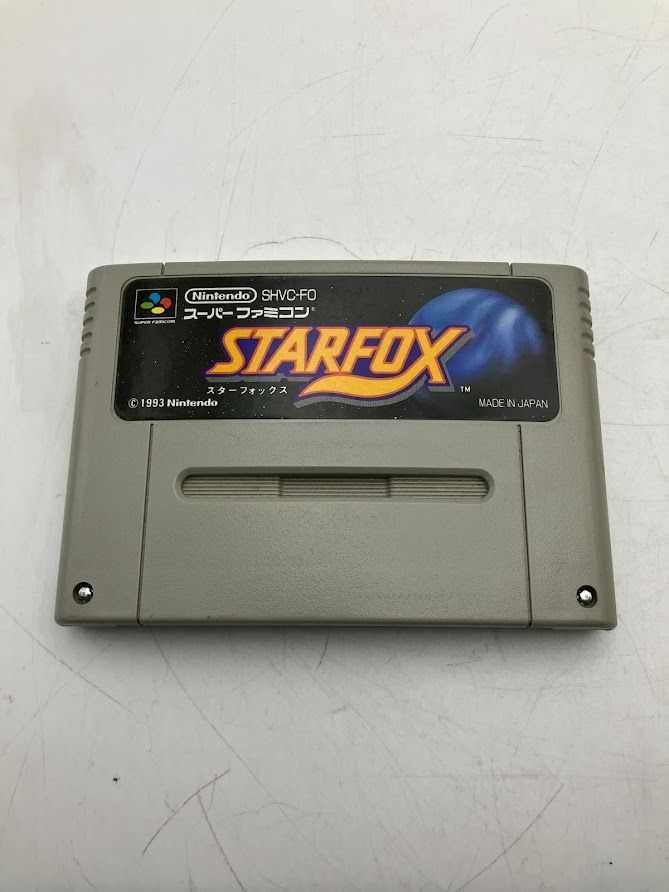 Nintendo SHVC-FO
SUPER FAMICOM
スーパーファミコン®
STARFOX ™
スターフォックス
© 1993 Nintendo
MADE IN JAPAN